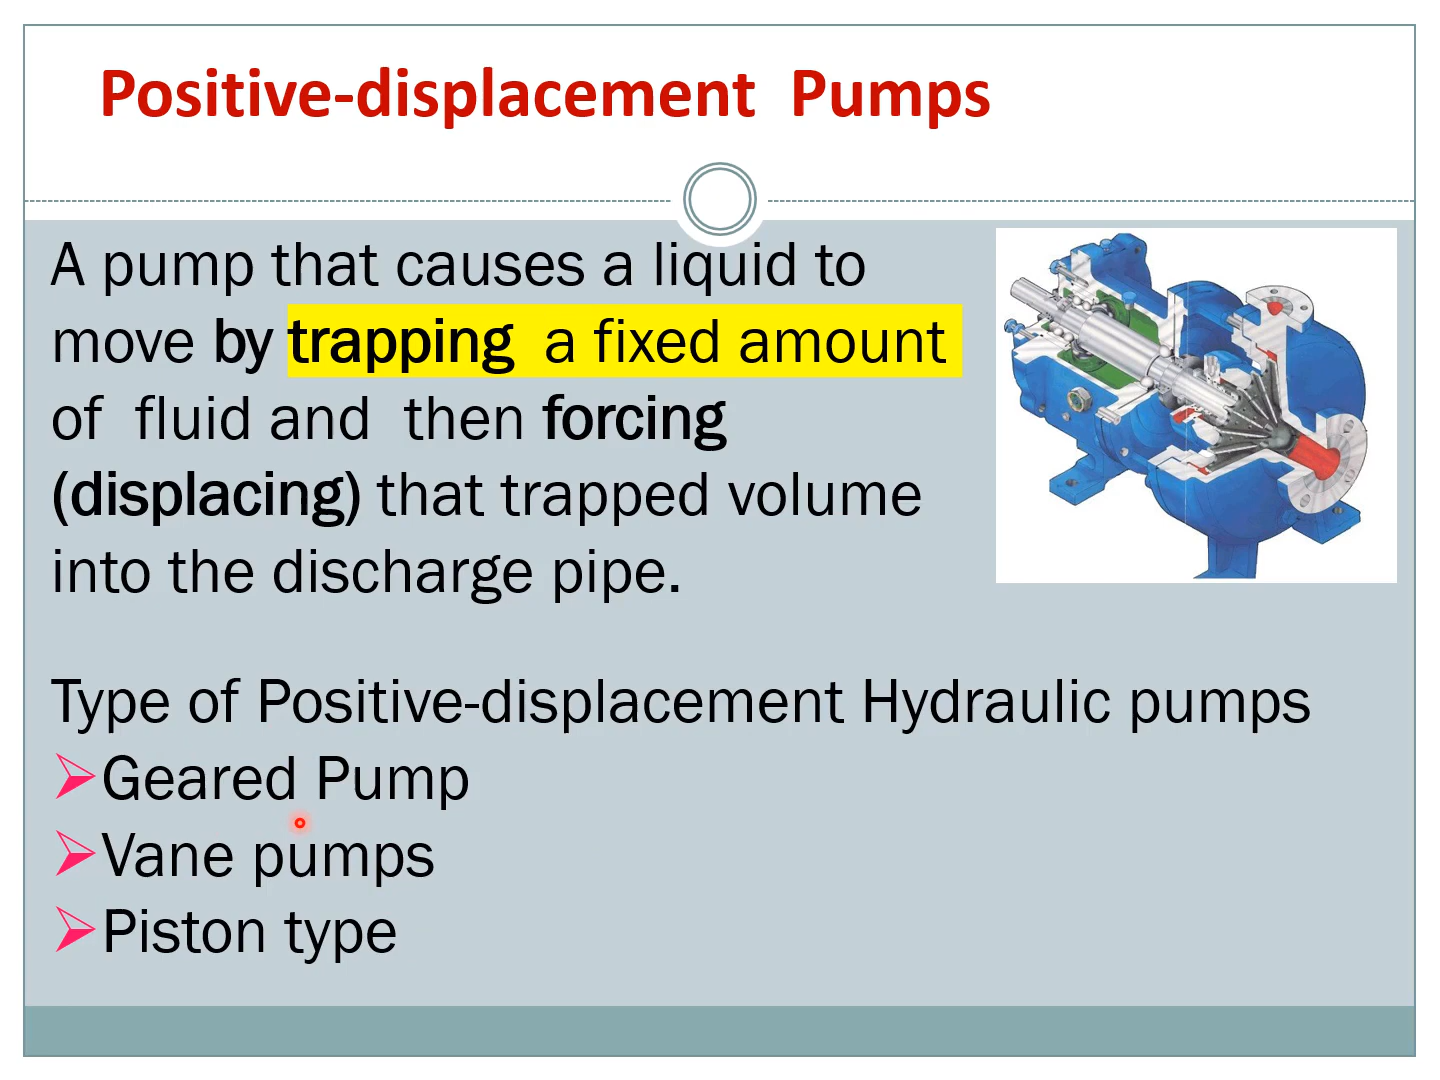 Positive-displacement Pumps
A pump that causes a liquid to
move by trapping a fixed amount
of fluid and then forcing
(displacing) that trapped volume
into the discharge pipe.
Type of Positive-displacement Hydraulic pumps
Geared Pump
Vane pumps
Piston type